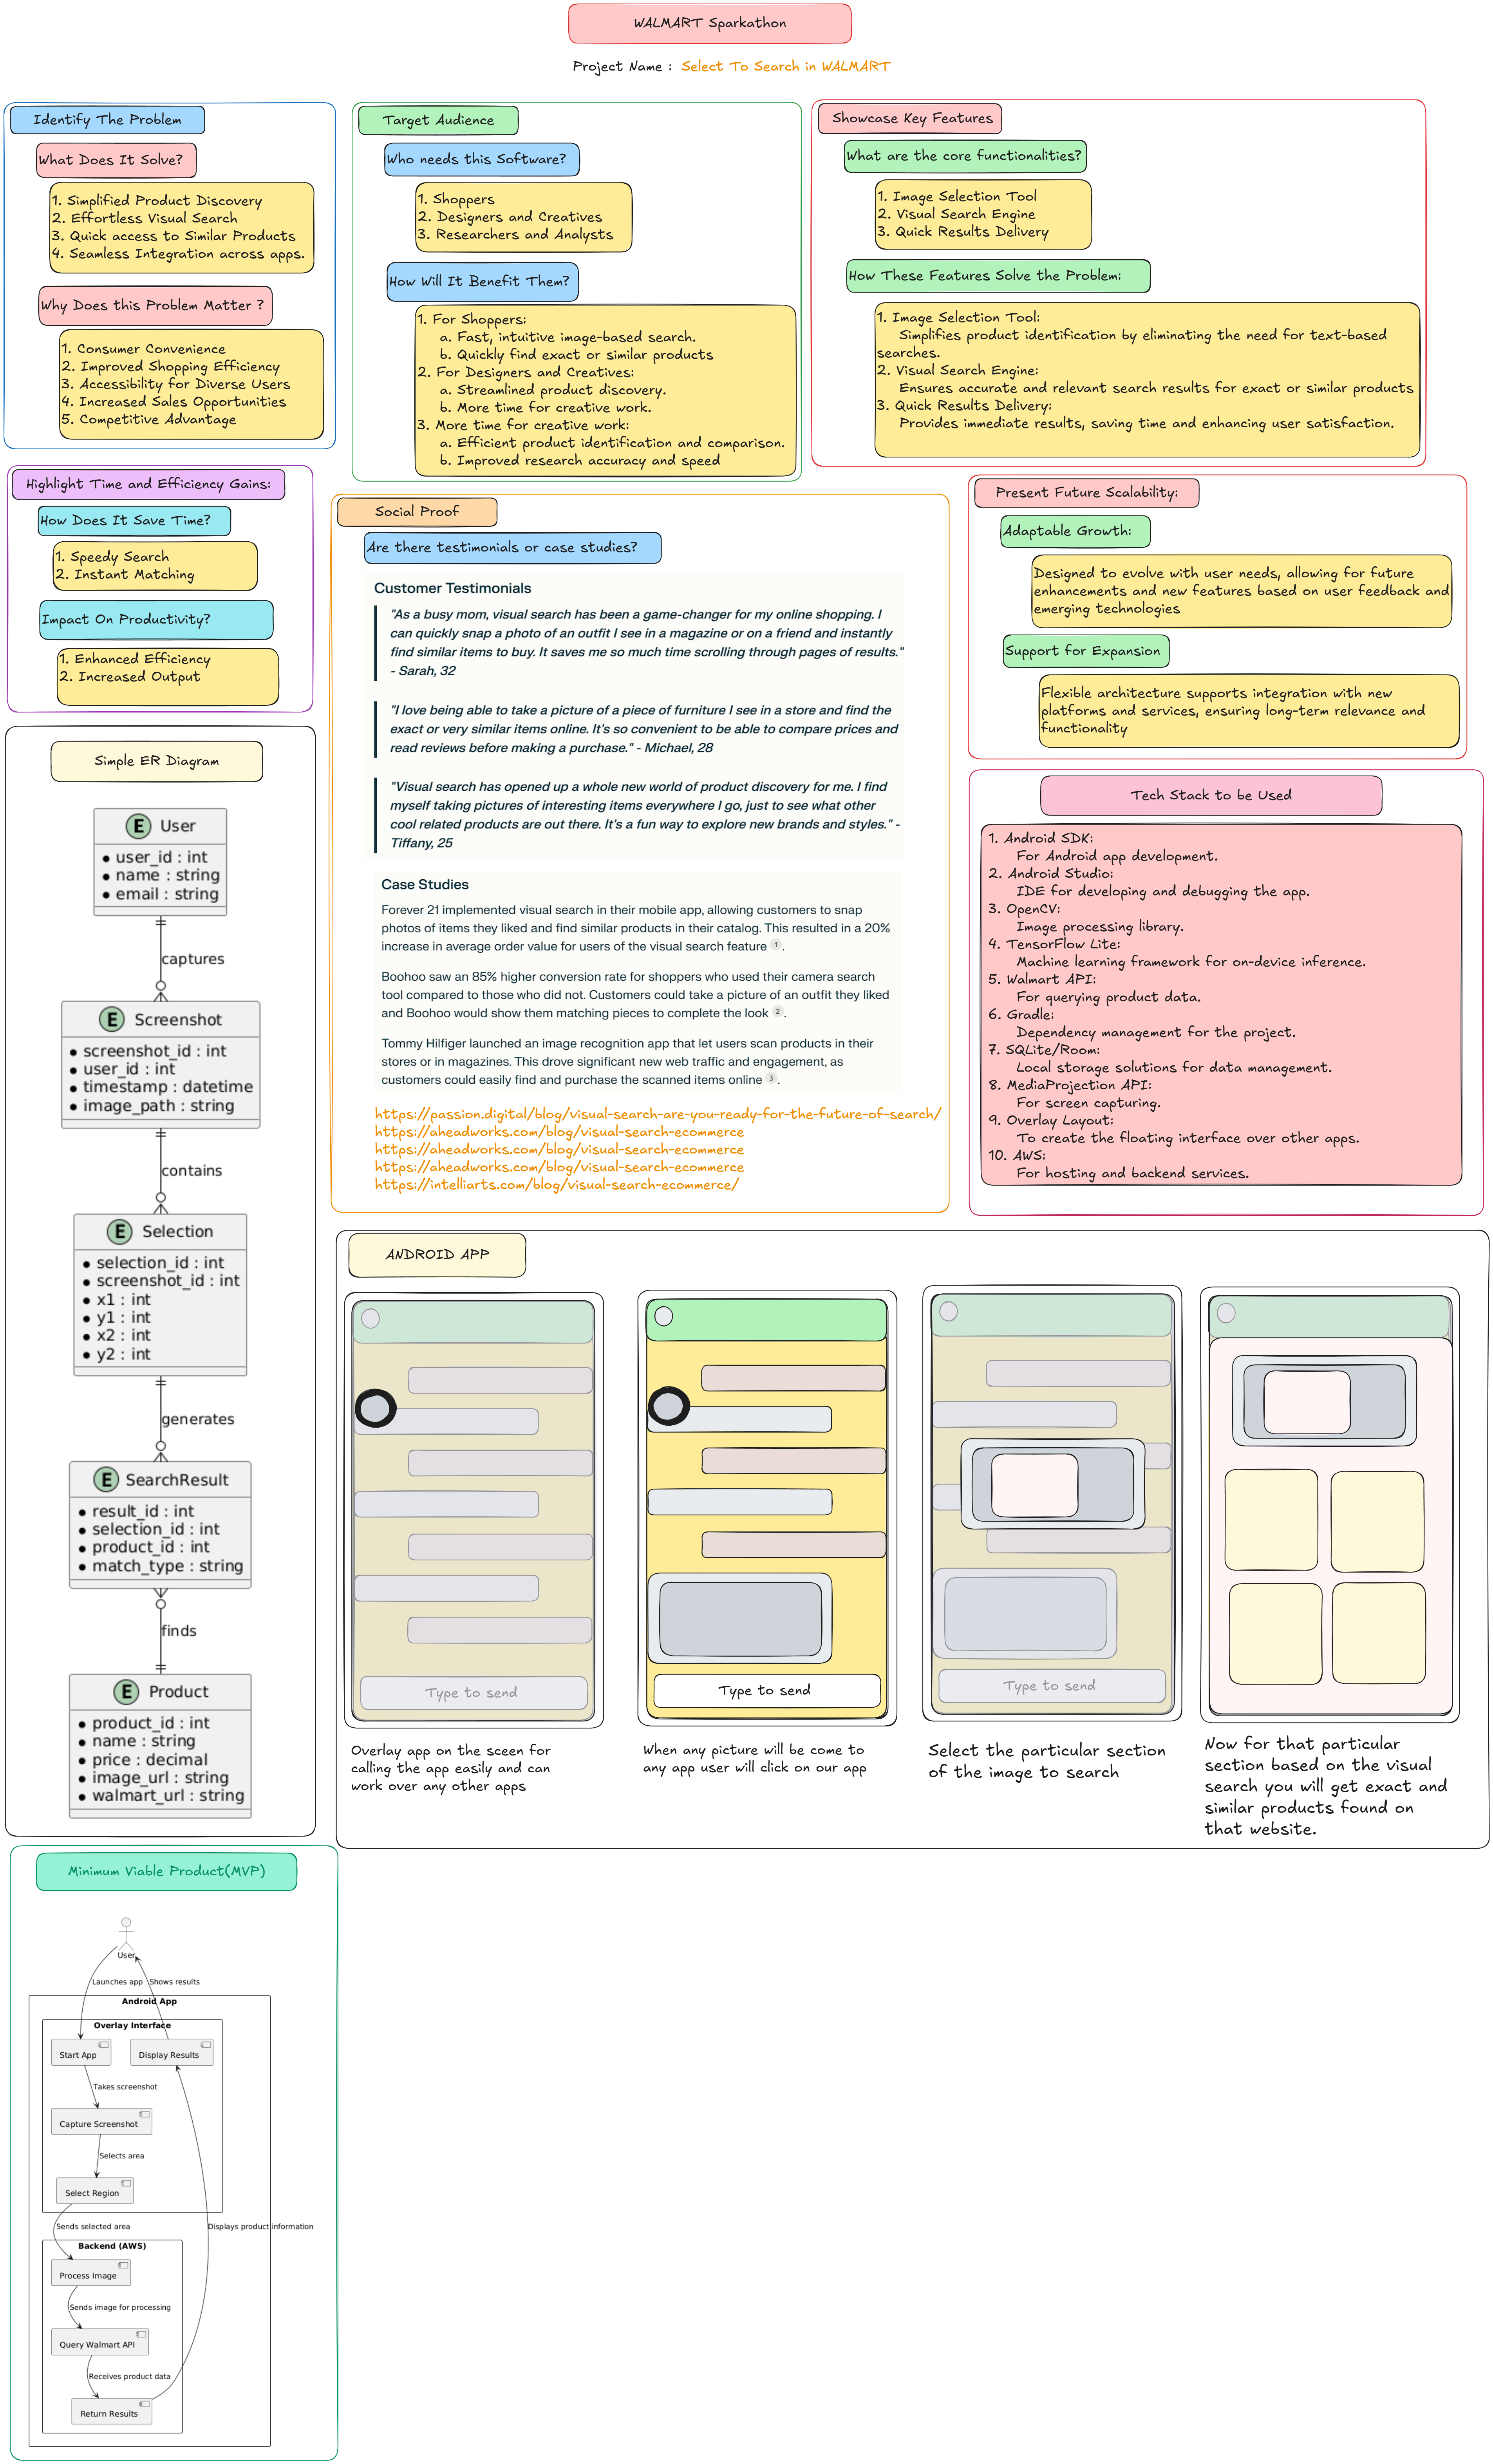 WALMART Sparkathon
Project Name : Select To Search in WALMART
Identify The Problem
What Does It Solve?
1. Simplified Product Discovery
2. Effortless Visual Search
3. Quick access to Similar Products
4. Seamless Integration across apps.
Why Does this Problem Matter ?
1. Consumer Convenience
2. Improved Shopping Efficiency
3. Accessibility for Diverse Users
4. Increased Sales Opportunities
5. Competitive Advantage
Target Audience
Who needs this Software?
1. Shoppers
2. Designers and Creatives
3. Researchers and Analysts
How Will It Benefit Them?
1. For Shoppers:
a. Fast, intuitive image-based search.
b. Quickly find exact or similar products
2. For Designers and Creatives:
a. Streamlined product discovery.
b. More time for creative work.
3. More time for creative work:
a. Efficient product identification and comparison.
b. Improved research accuracy and speed
Showcase Key Features
What are the core functionalities?
1. Image Selection Tool
2. Visual Search Engine
3. Quick Results Delivery
How These Features Solve the Problem:
1. Image Selection Tool:
Simplifies product identification by eliminating the need for text-based
searches.
2. Visual Search Engine:
Ensures accurate and relevant search results for exact or similar products
3. Quick Results Delivery:
Provides immediate results, saving time and enhancing user satisfaction.
Highlight Time and Efficiency Gains:
How Does It Save Time?
1. Speedy Search
2. Instant Matching
Impact On Productivity?
1. Enhanced Efficiency
2. Increased Output
Social Proof
Are there testimonials or case studies?
Customer Testimonials
"As a busy mom, visual search has been a game-changer for my online shopping. I
can quickly snap a photo of an outfit I see in a magazine or on a friend and instantly
find similar items to buy. It saves me so much time scrolling through pages of results."
- Sarah, 32
"I love being able to take a picture of a piece of furniture I see in a store and find the
exact or very similar items online. It's so convenient to be able to compare prices and
read reviews before making a purchase." - Michael, 28
"Visual search has opened up a whole new world of product discovery for me. I find
myself taking pictures of interesting items everywhere I go, just to see what other
cool related products are out there. It's a fun way to explore new brands and styles." -
Tiffany, 25
Case Studies
Forever 21 implemented visual search in their mobile app, allowing customers to snap
photos of items they liked and find similar products in their catalog. This resulted in a 20%
increase in average order value for users of the visual search feature 1 .
Boohoo saw an 85% higher conversion rate for shoppers who used their camera search
tool compared to those who did not. Customers could take a picture of an outfit they liked
and Boohoo would show them matching pieces to complete the look 2 .
Tommy Hilfiger launched an image recognition app that let users scan products in their
stores or in magazines. This drove significant new web traffic and engagement, as
customers could easily find and purchase the scanned items online 3 .
https://passion.digital/blog/visual-search-are-you-ready-for-the-future-of-search/
https://aheadworks.com/blog/visual-search-ecommerce
https://aheadworks.com/blog/visual-search-ecommerce
https://aheadworks.com/blog/visual-search-ecommerce
https://intelliarts.com/blog/visual-search-ecommerce/
Present Future Scalability:
Adaptable Growth:
Designed to evolve with user needs, allowing for future
enhancements and new features based on user feedback and
emerging technologies
Support for Expansion
Flexible architecture supports integration with new
platforms and services, ensuring long-term relevance and
functionality
Tech Stack to be Used
1. Android SDK:
For Android app development.
2. Android Studio:
IDE for developing and debugging the app.
3. OpenCV:
Image processing library.
4. TensorFlow Lite:
Machine learning framework for on-device inference.
5. Walmart API:
For querying product data.
6. Gradle:
Dependency management for the project.
7. SQLite/Room:
Local storage solutions for data management.
8. MediaProjection API:
For screen capturing.
9. Overlay Layout:
To create the floating interface over other apps.
10. AWS:
For hosting and backend services.
Simple ER Diagram
E User
user_id : int
name : string
email : string
captures
E Screenshot
screenshot_id : int
user_id : int
timestamp : datetime
image_path : string
contains
E Selection
selection_id : int
screenshot_id : int
x1 : int
y1 : int
x2 : int
y2 : int
generates
E SearchResult
result_id : int
selection_id : int
product_id : int
match_type : string
finds
E Product
product_id : int
name : string
price : decimal
image_url : string
walmart_url : string
ANDROID APP
Type to send
Type to send
Type to send
Overlay app on the sceen for
calling the app easily and can
work over any other apps
When any picture will be come to
any app user will click on our app
Select the particular section
of the image to search
Now for that particular
section based on the visual
search you will get exact and
similar products found on
that website.
Minimum Viable Product(MVP)
User
Launches app
Shows results
Android App
Overlay Interface
Start App
Display Results
Takes screenshot
Capture Screenshot
Selects area
Select Region
Sends selected area
Displays product information
Backend (AWS)
Process Image
Sends image for processing
Query Walmart API
Receives product data
Return Results